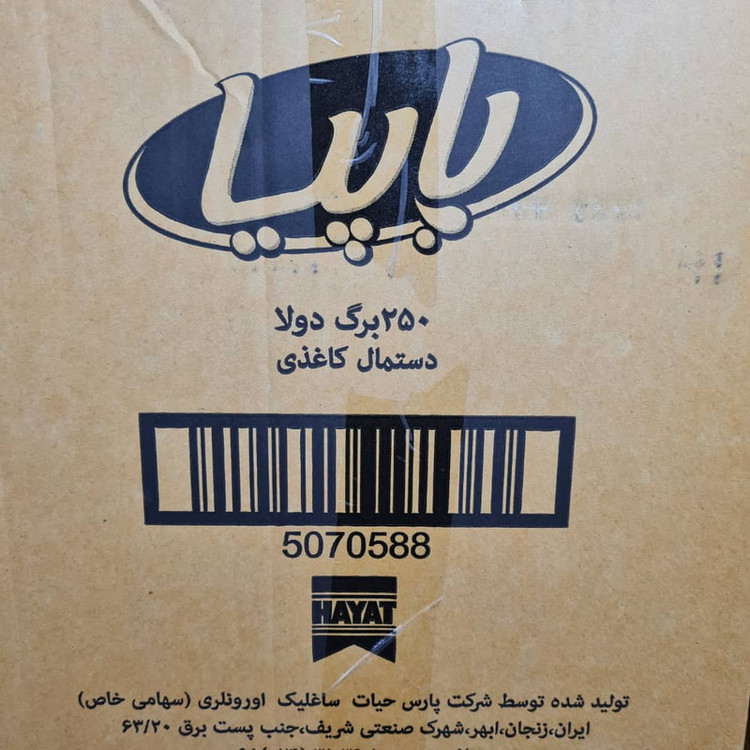 باپیا
۲۵۰برگ دولا
دستمال کاغذی
5070588
HAYAT
تولید شده توسط شرکت پارس حیات ساغلیک اورونلری (سهامی خاص)
ایران،زنجان،ابهر،شهرک صنعتی شریف،جنب پست برق ۶۳/۲۰